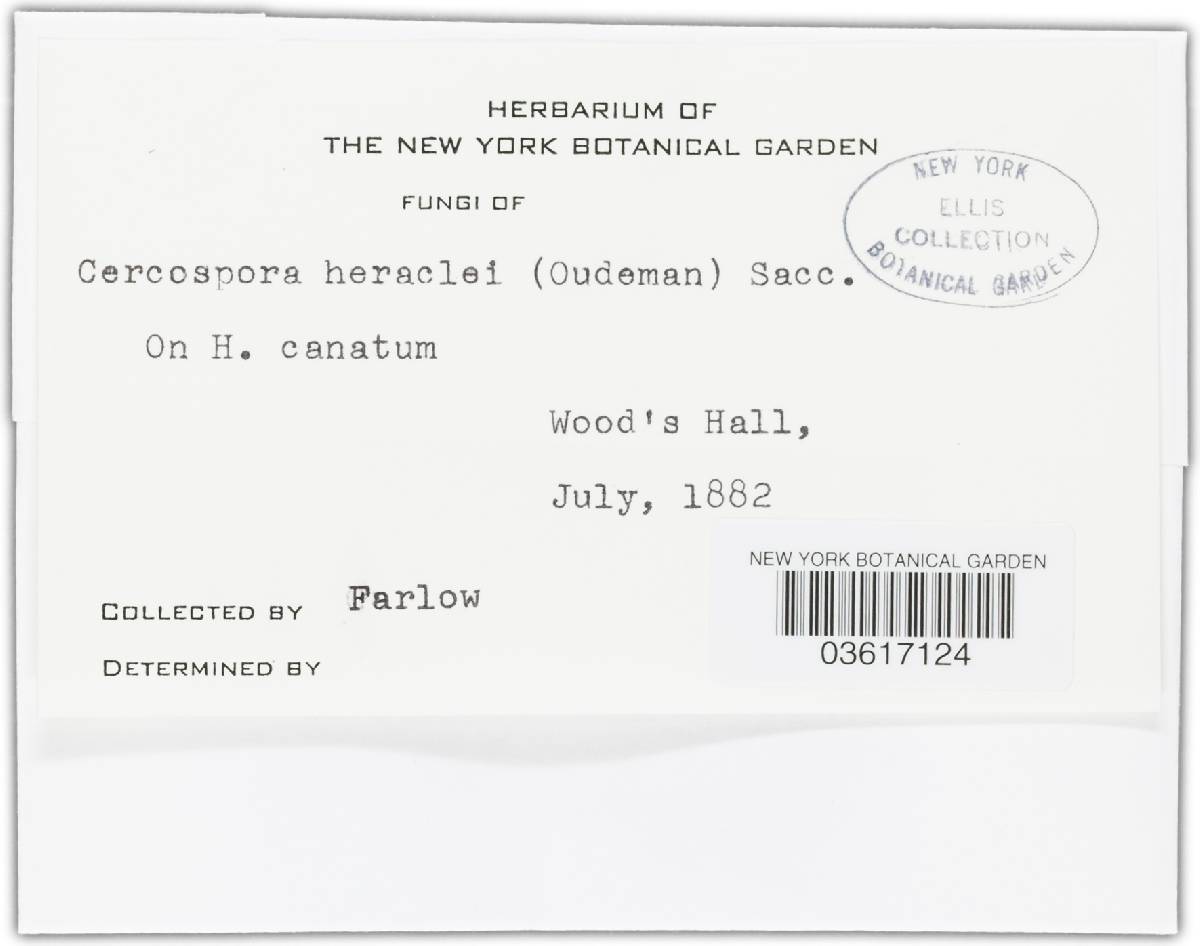 HERBARIUM OF
THE NEW YORK BOTANICAL GARDEN
FUNGI OF
NEW YORK
ELLIS
COLLECTION
BOTANICAL GARDEN
Cercospora heraclei (Oudeman) Sacc.
On H. canatum
Wood's Hall,
July, 1882
NEW YORK BOTANICAL GARDEN
03617124
COLLECTED BY Farlow
DETERMINED BY